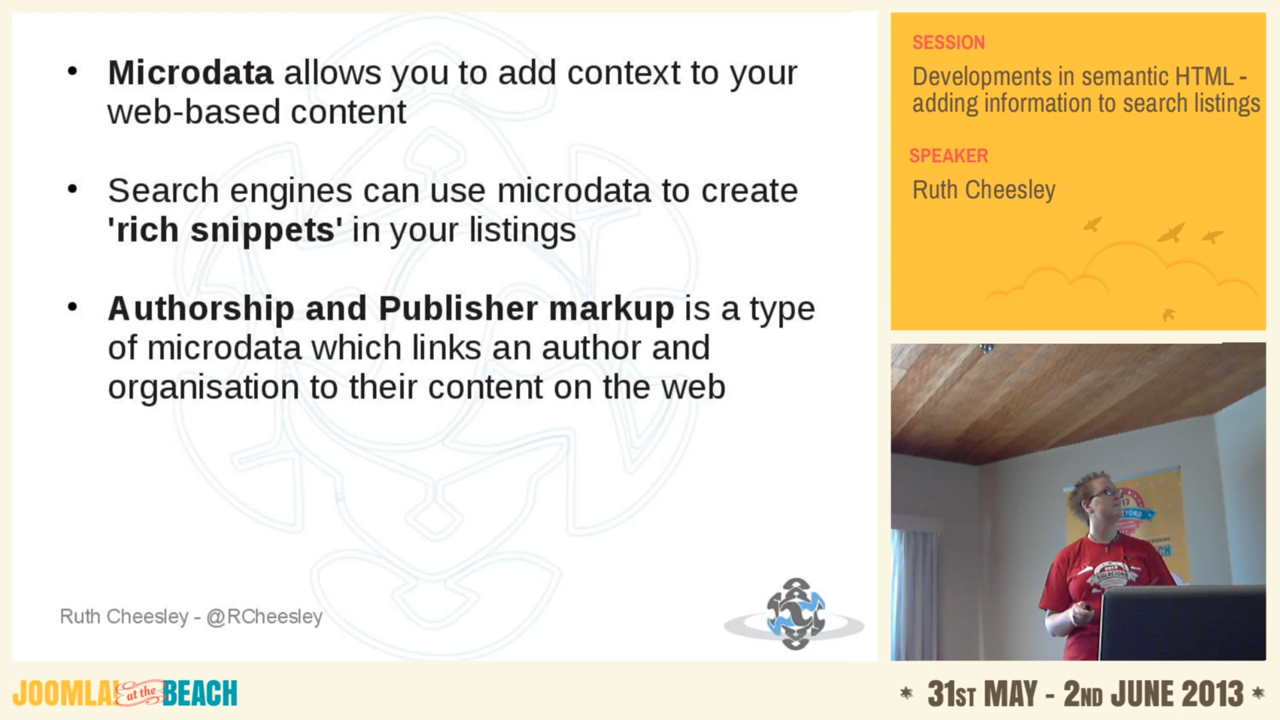 • Microdata allows you to add context to your
web-based content
• Search engines can use microdata to create
'rich snippets' in your listings
• Authorship and Publisher markup is a type
of microdata which links an author and
organisation to their content on the web
Ruth Cheesley - @RCheesley
SESSION
Developments in semantic HTML -
adding information to search listings
SPEAKER
Ruth Cheesley
JOOMLA! at the BEACH
* 31ST MAY - 2ND JUNE 2013 *